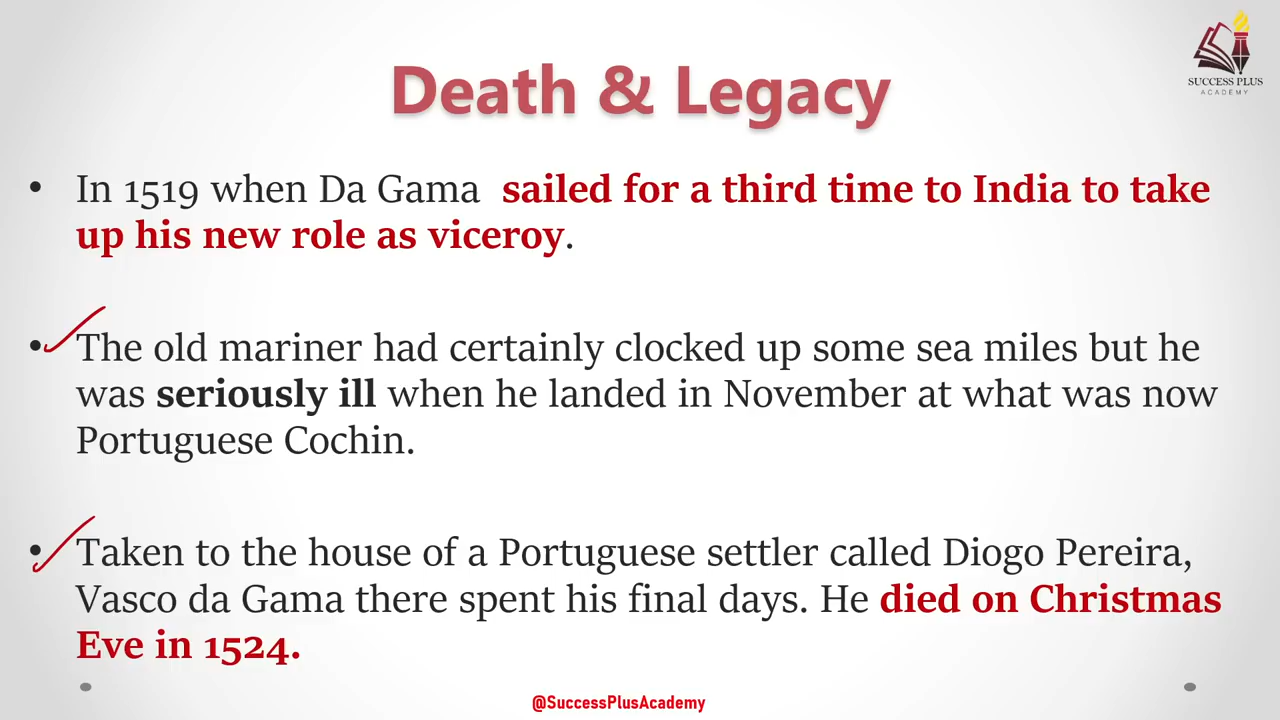 SUCCESS PLUS
ACADEMY
Death & Legacy
• In 1519 when Da Gama sailed for a third time to India to take
up his new role as viceroy.
• The old mariner had certainly clocked up some sea miles but he
was seriously ill when he landed in November at what was now
Portuguese Cochin.
• Taken to the house of a Portuguese settler called Diogo Pereira,
Vasco da Gama there spent his final days. He died on Christmas
Eve in 1524.
@SuccessPlusAcademy